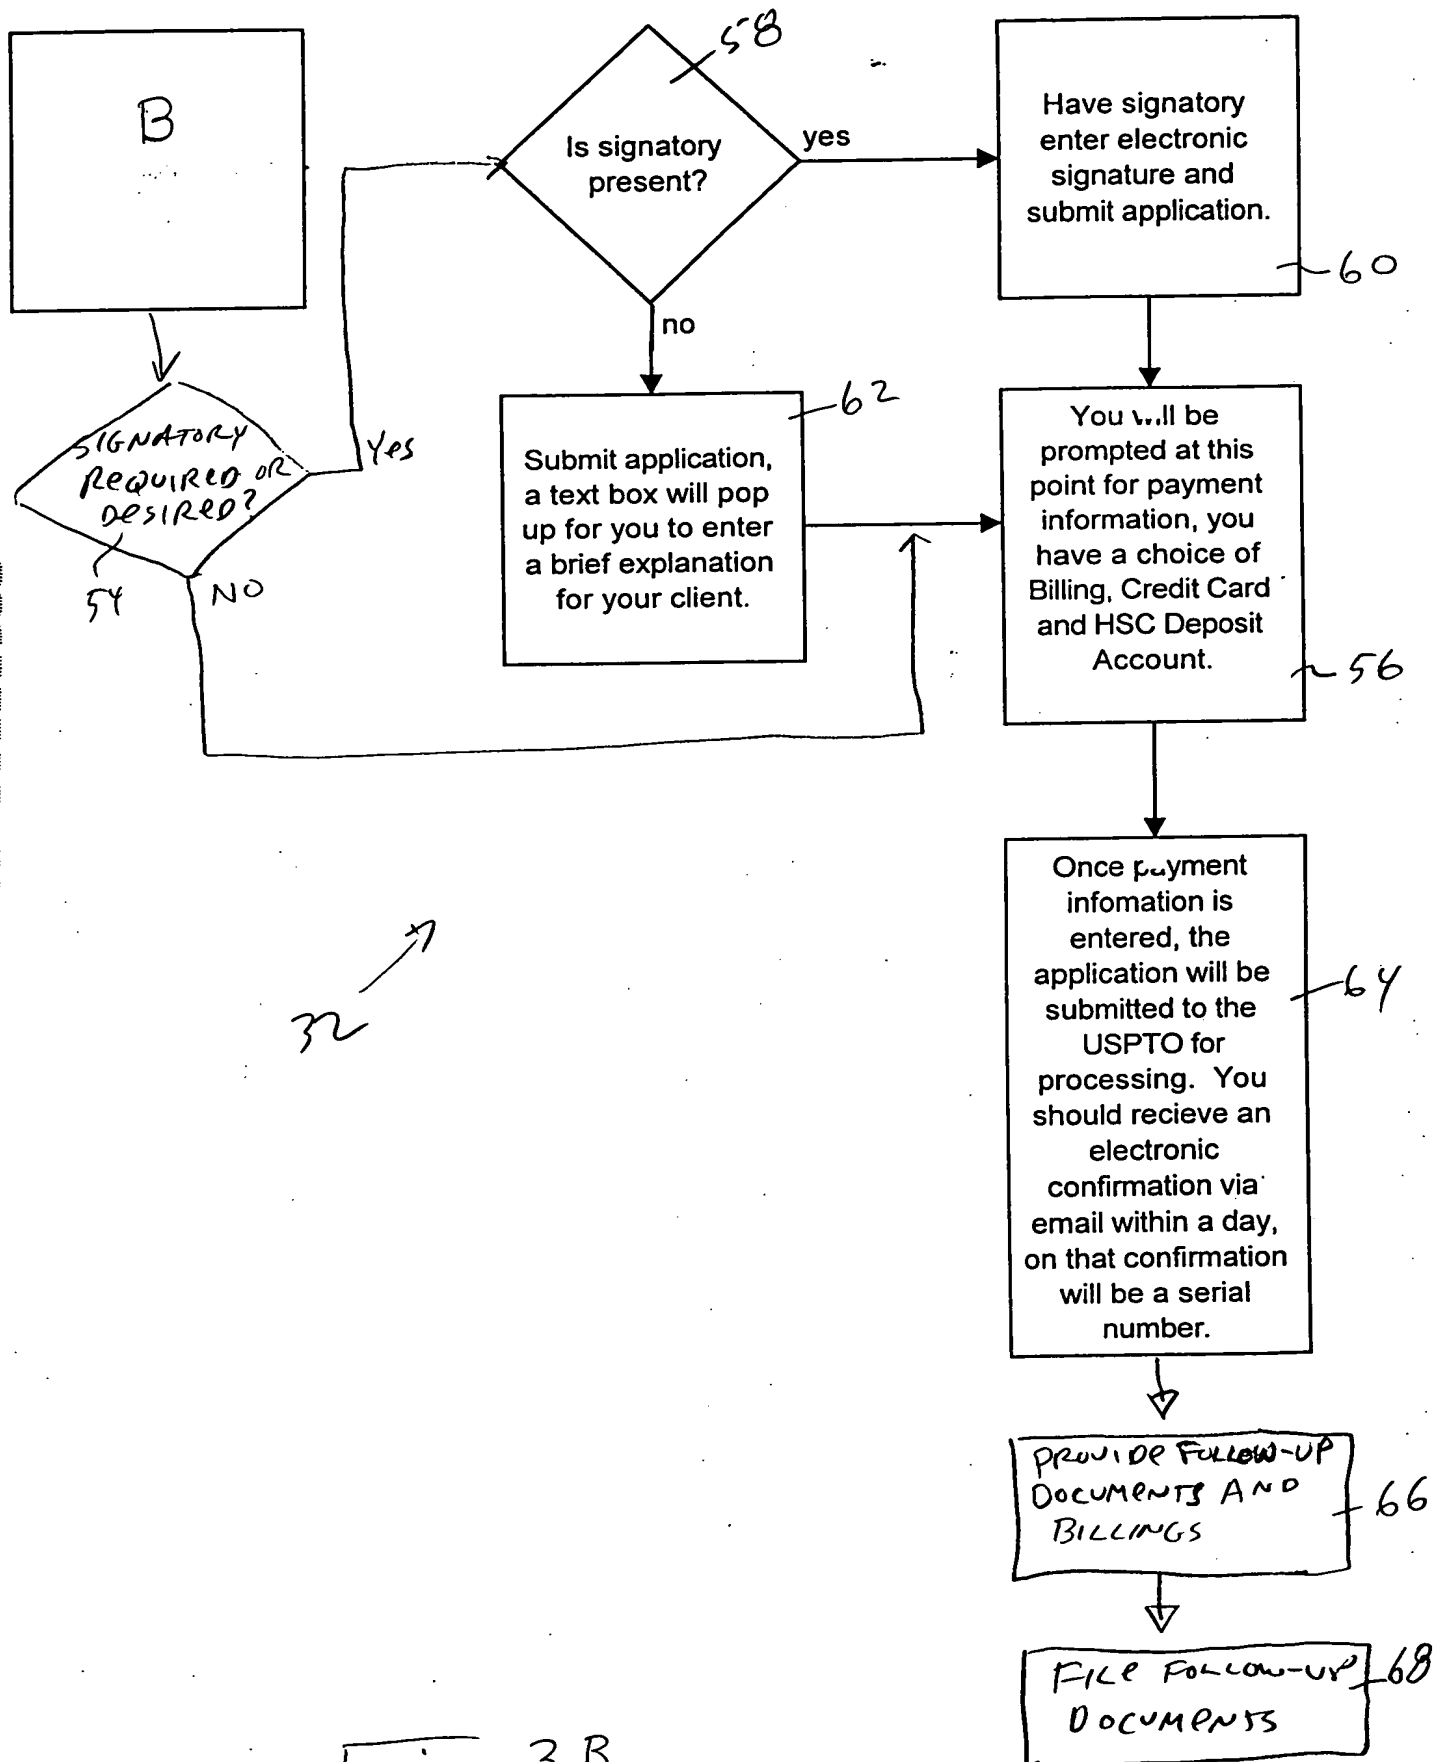 B
58
Is signatory
present?
yes
no
Have signatory
enter electronic
signature and
submit application.
60
SIGNATORY
REQUIRED OR
DESIRED?
Yes
54
NO
62
Submit application,
a text box will pop
up for you to enter
a brief explanation
for your client.
You will be
prompted at this
point for payment
information, you
have a choice of
Billing, Credit Card
and HSC Deposit
Account.
56
Once payment
infomation is
entered, the
application will be
submitted to the
USPTO for
processing. You
should recieve an
electronic
confirmation via
email within a day,
on that confirmation
will be a serial
number.
64
32
PROVIDE FOLLOW-UP
DOCUMENTS AND
BILLINGS
66
FILE FOLLOW-UP
DOCUMENTS
68
3B